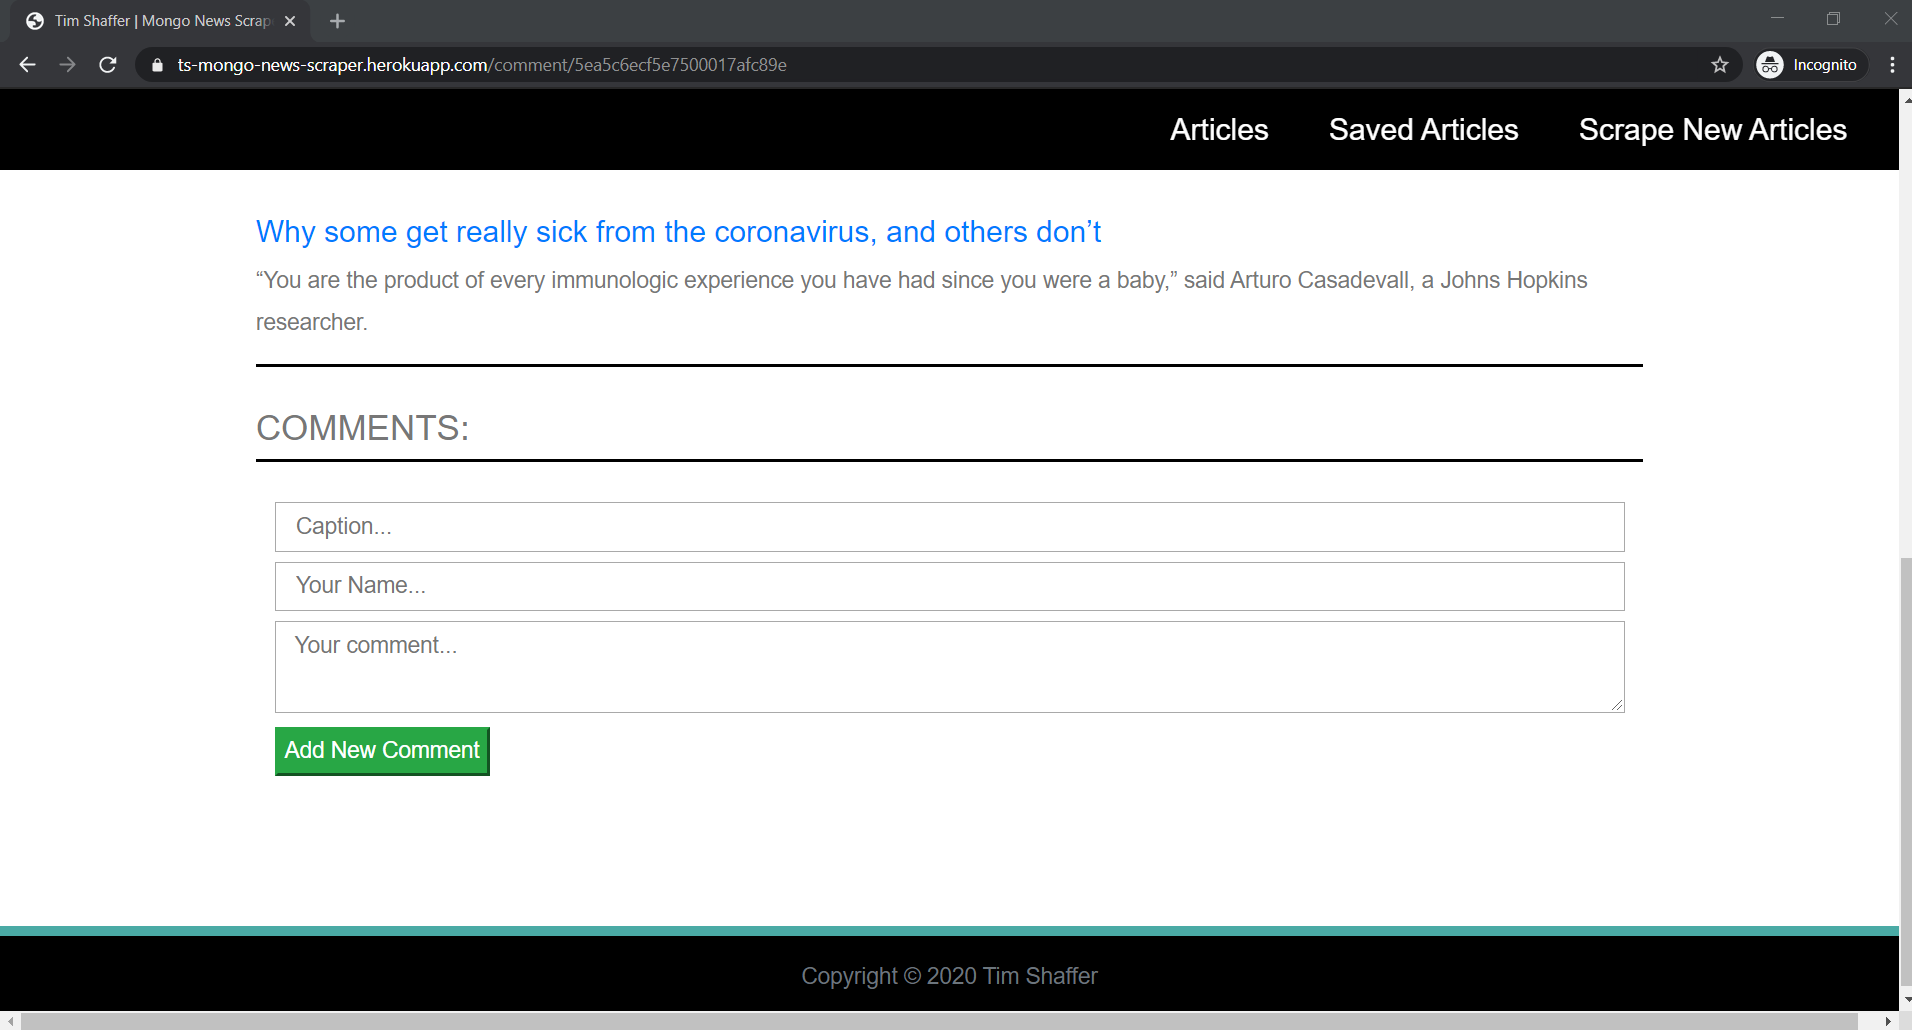 Tim Shaffer | Mongo News Scrap
ts-mongo-news-scraper.herokuapp.com/comment/5ea5c6ecf5e7500017afc89e
Incognito
Articles Saved Articles Scrape New Articles
Why some get really sick from the coronavirus, and others don’t
“You are the product of every immunologic experience you have had since you were a baby,” said Arturo Casadevall, a Johns Hopkins
researcher.
COMMENTS:
Caption...
Your Name...
Your comment...
Add New Comment
Copyright © 2020 Tim Shaffer